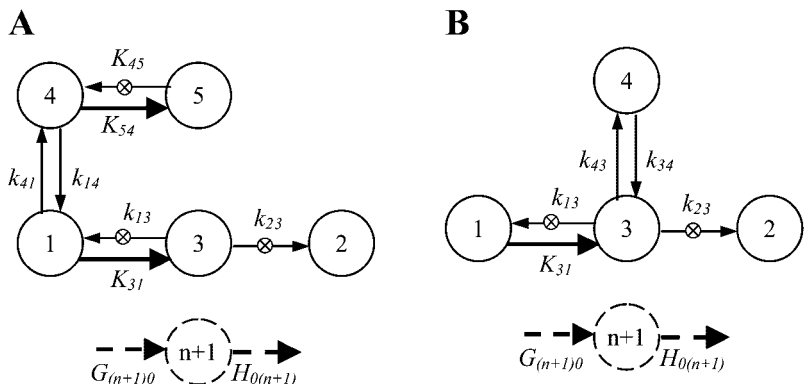 A
K45
4
5
K54
k41
k14
k13
k23
1
3
2
K31
n+1
G(n+1)0
H0(n+1)
B
4
k43
k34
k13
k23
1
3
2
K31
n+1
G(n+1)0
H0(n+1)